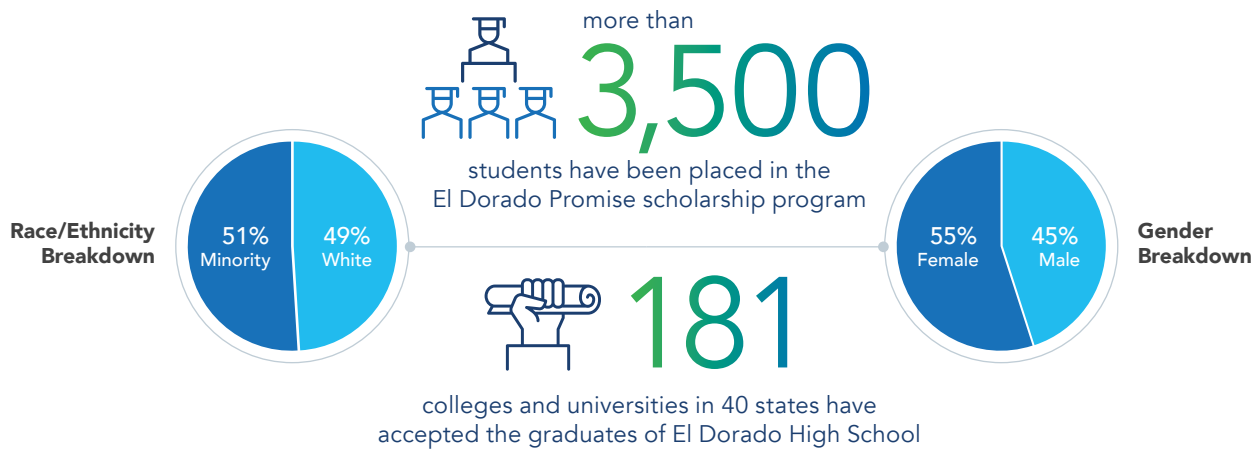 more than
3,500
students have been placed in the
El Dorado Promise scholarship program
Race/Ethnicity
Breakdown
51%
Minority
49%
White
55%
Female
45%
Male
Gender
Breakdown
181
colleges and universities in 40 states have
accepted the graduates of El Dorado High School